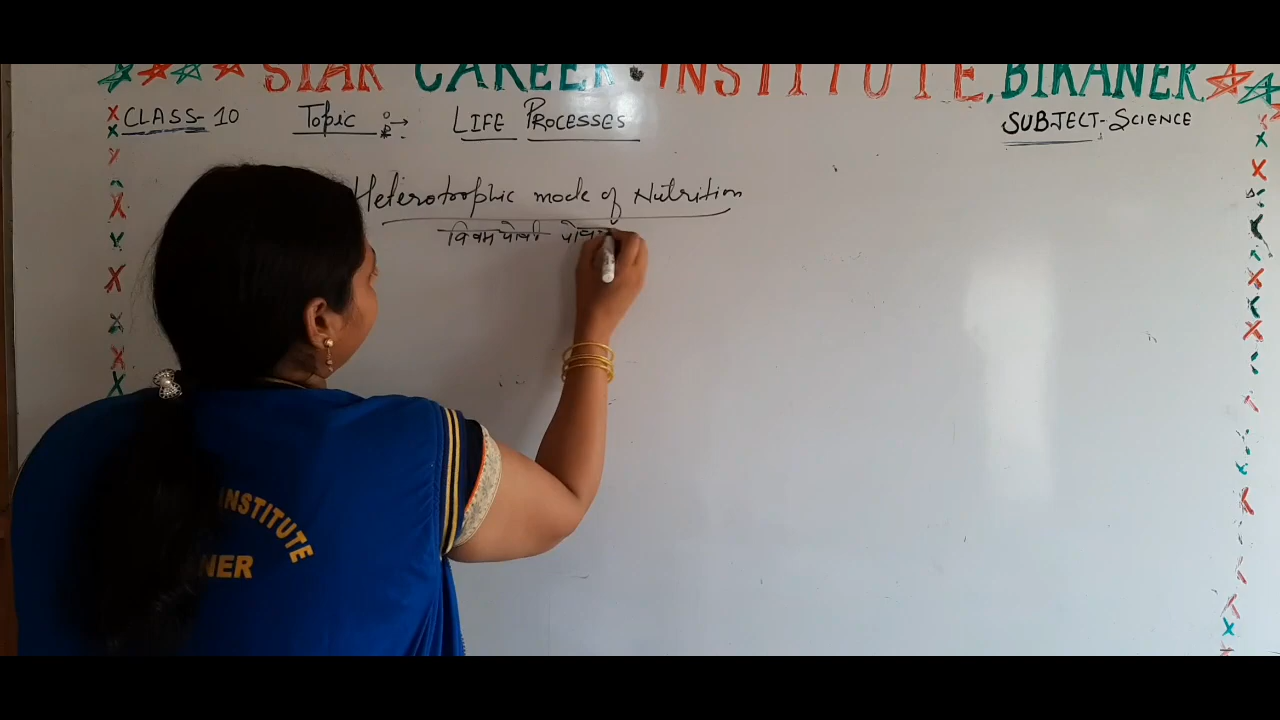 STAR CAREER INSTITUTE, BIKANER
CLASS-10 Topic :→ LIFE PROCESSES SUBJECT-SCIENCE
Heterotrophic mode of Nutrition
विषमपोषी पोषण
INSTITUTE
NER